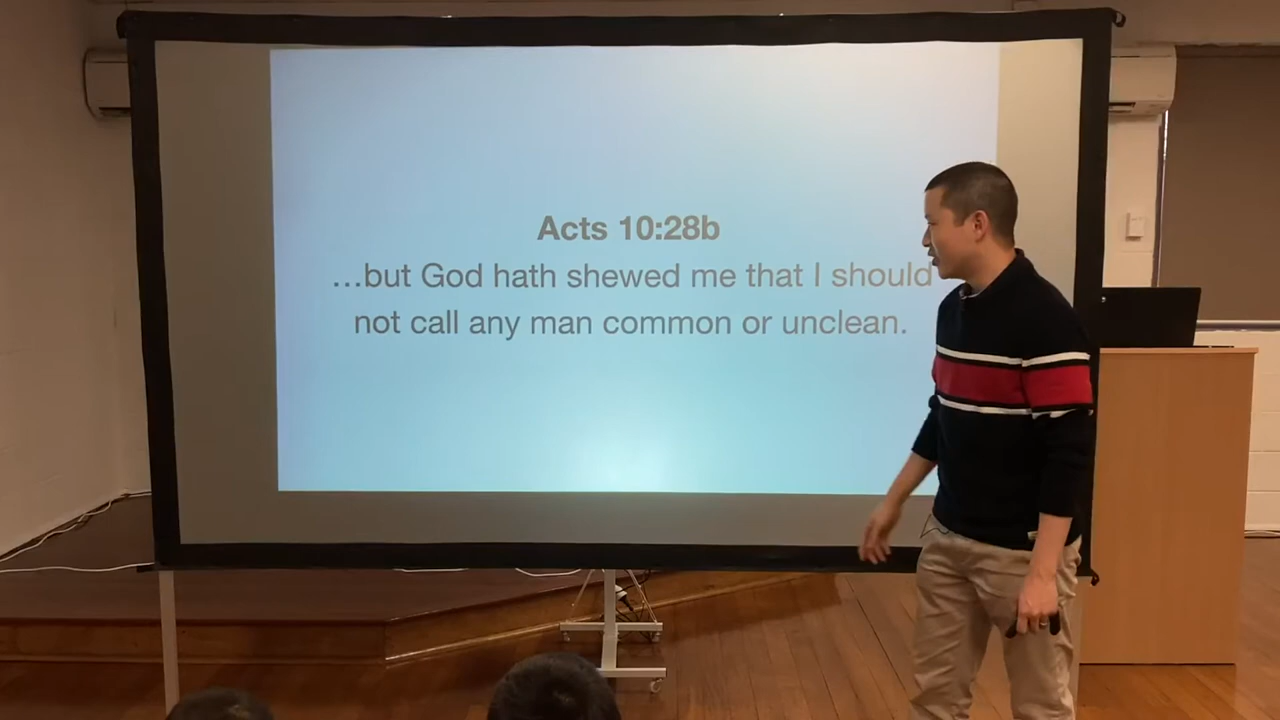 Acts 10:28b
…but God hath shewed me that I should
not call any man common or unclean.